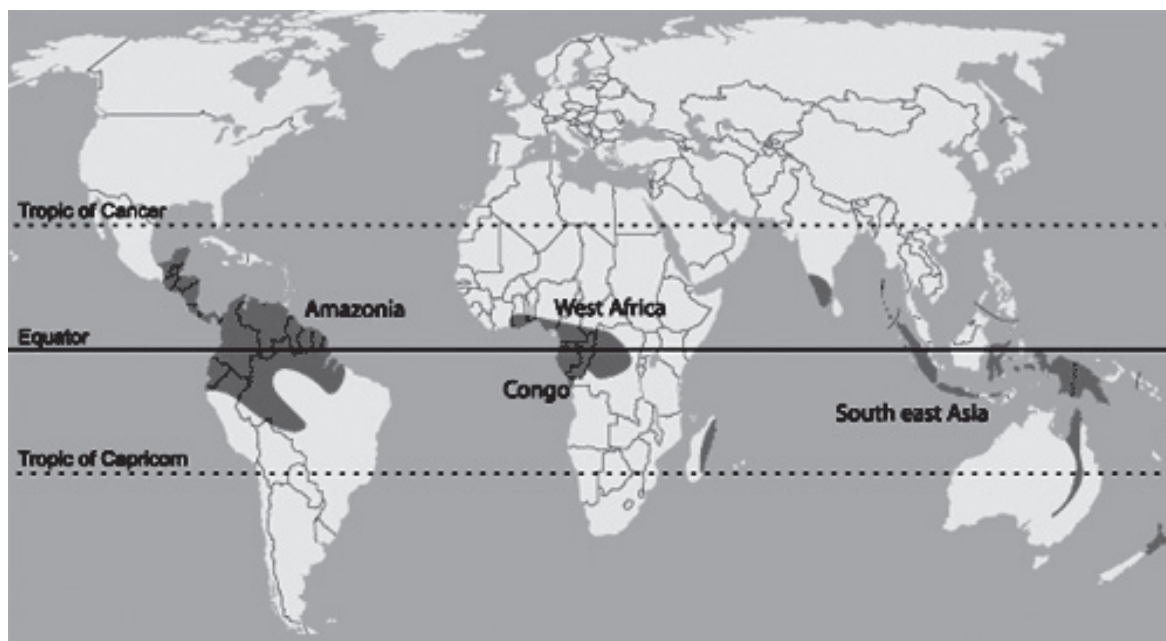 Tropic of Cancer
Amazonia
West Africa
Equator
Congo
South east Asia
Tropic of Capricorn